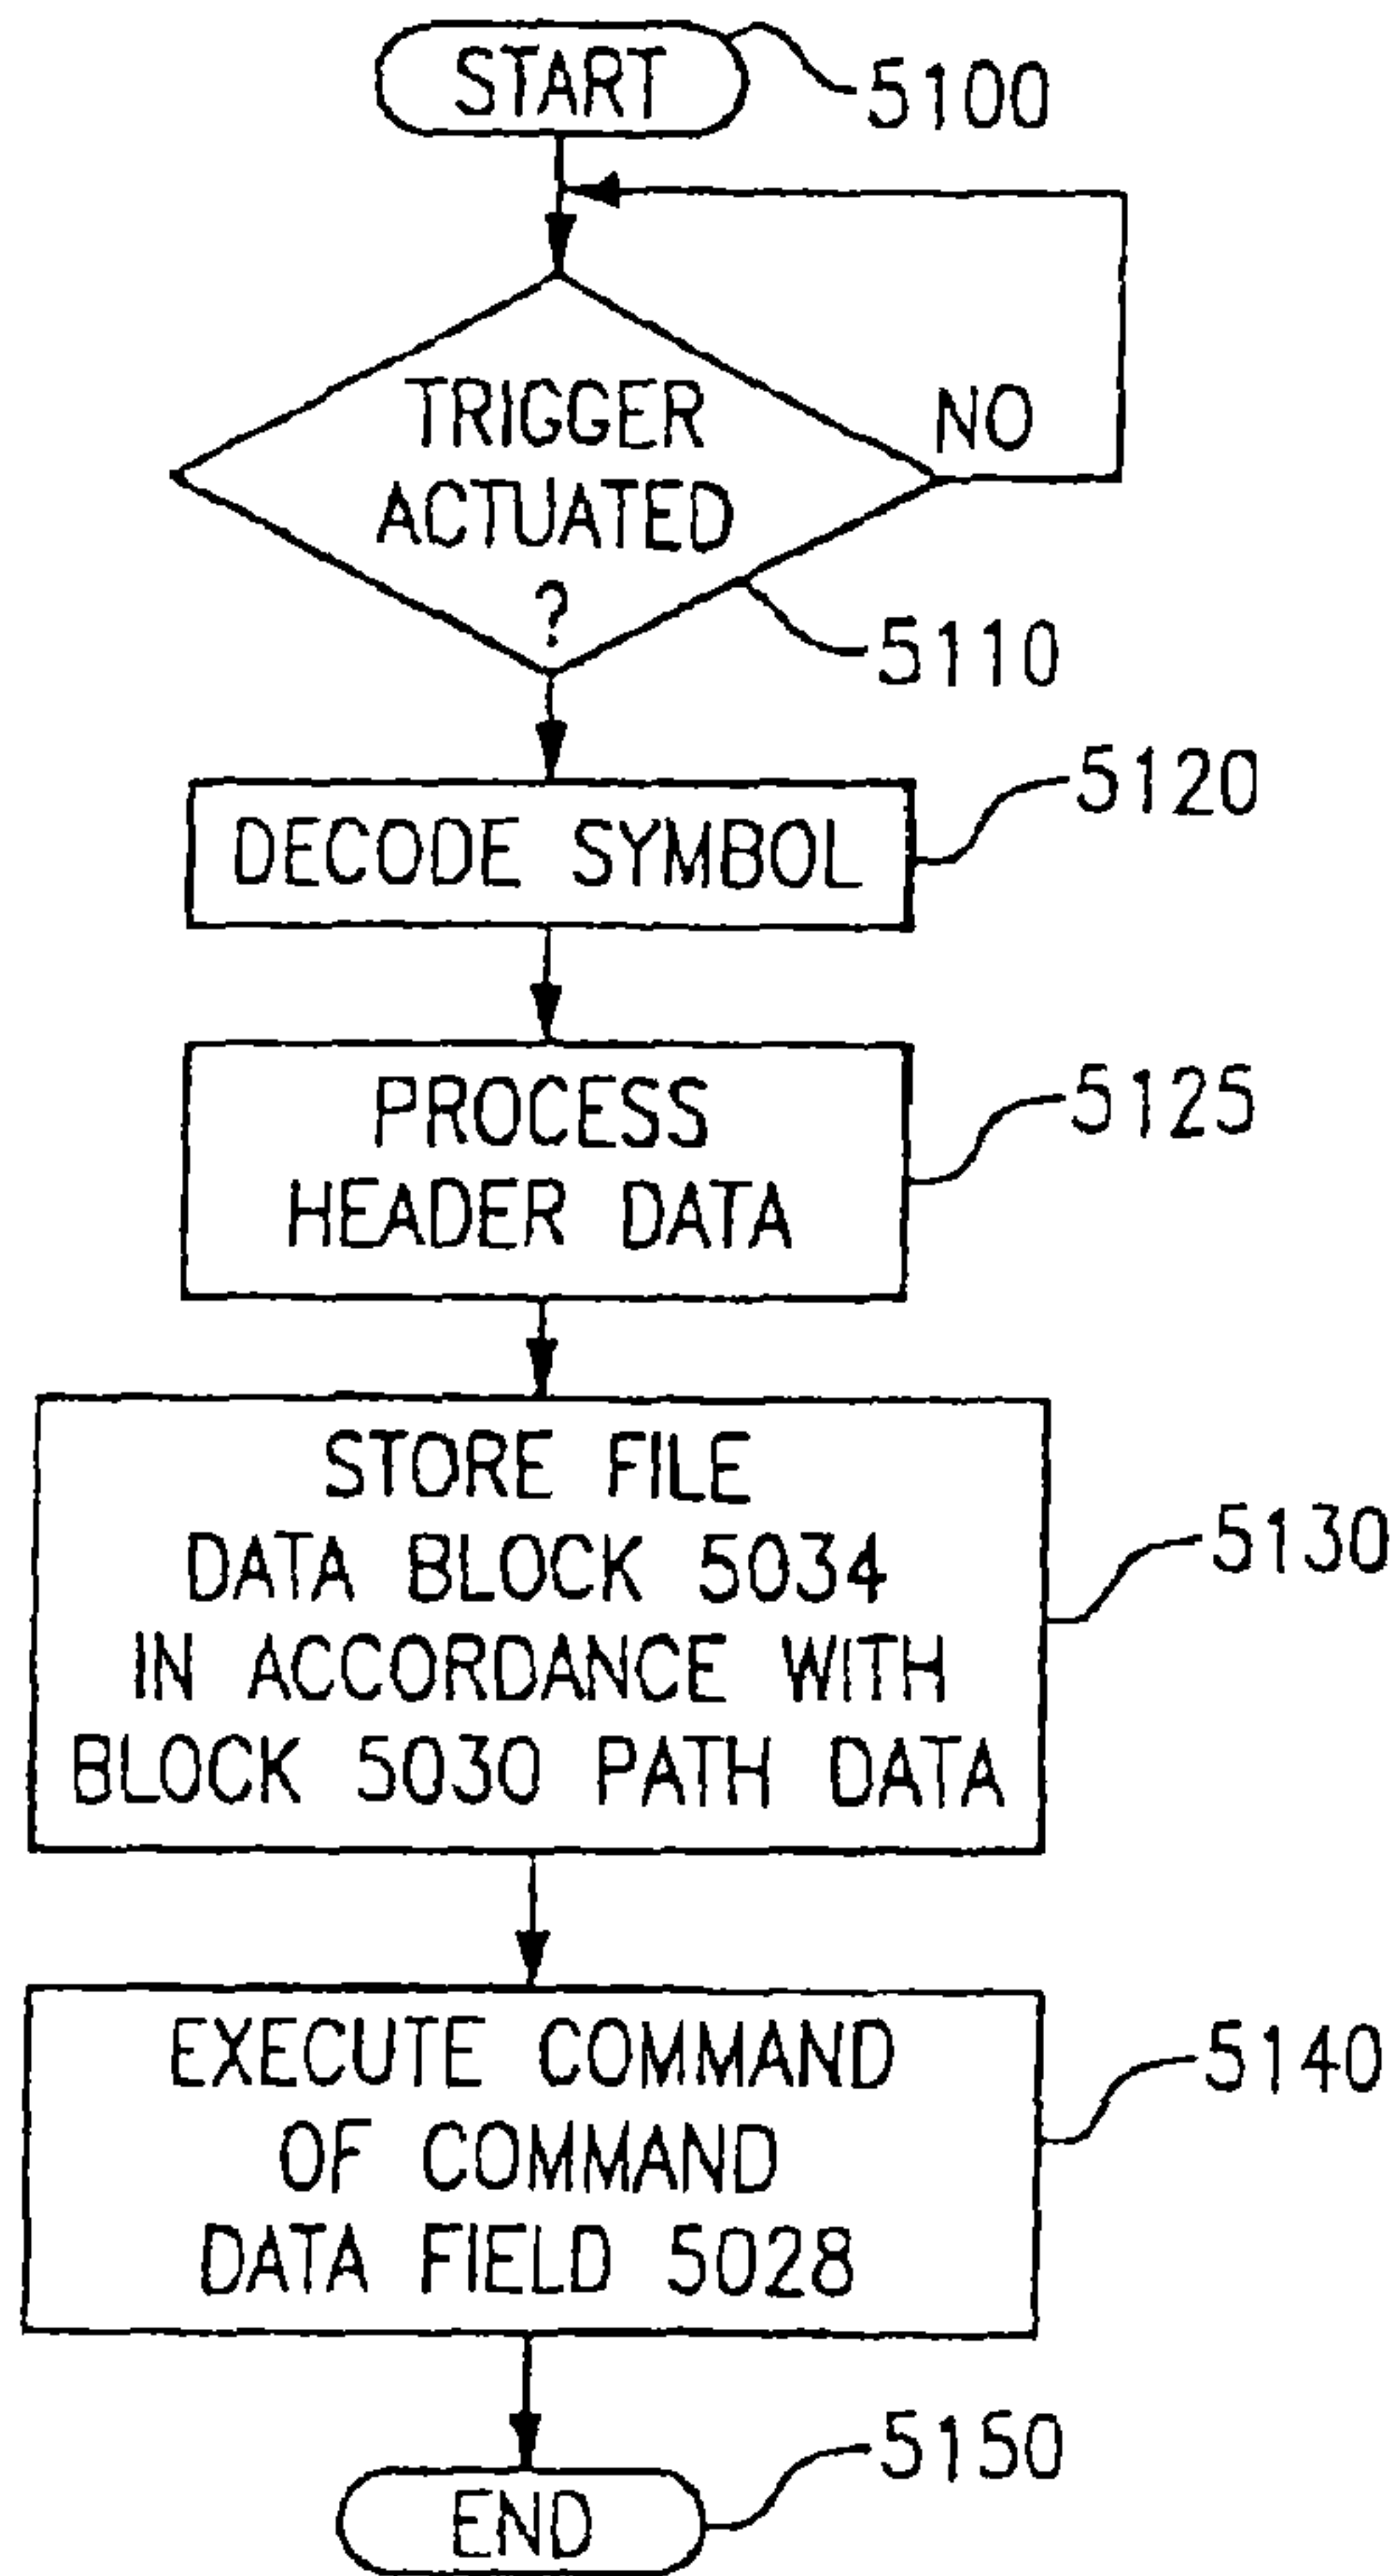 START
5100
TRIGGER
ACTUATED
?
NO
5110
DECODE SYMBOL
5120
PROCESS
HEADER DATA
5125
STORE FILE
DATA BLOCK 5034
IN ACCORDANCE WITH
BLOCK 5030 PATH DATA
5130
EXECUTE COMMAND
OF COMMAND
DATA FIELD 5028
5140
END
5150